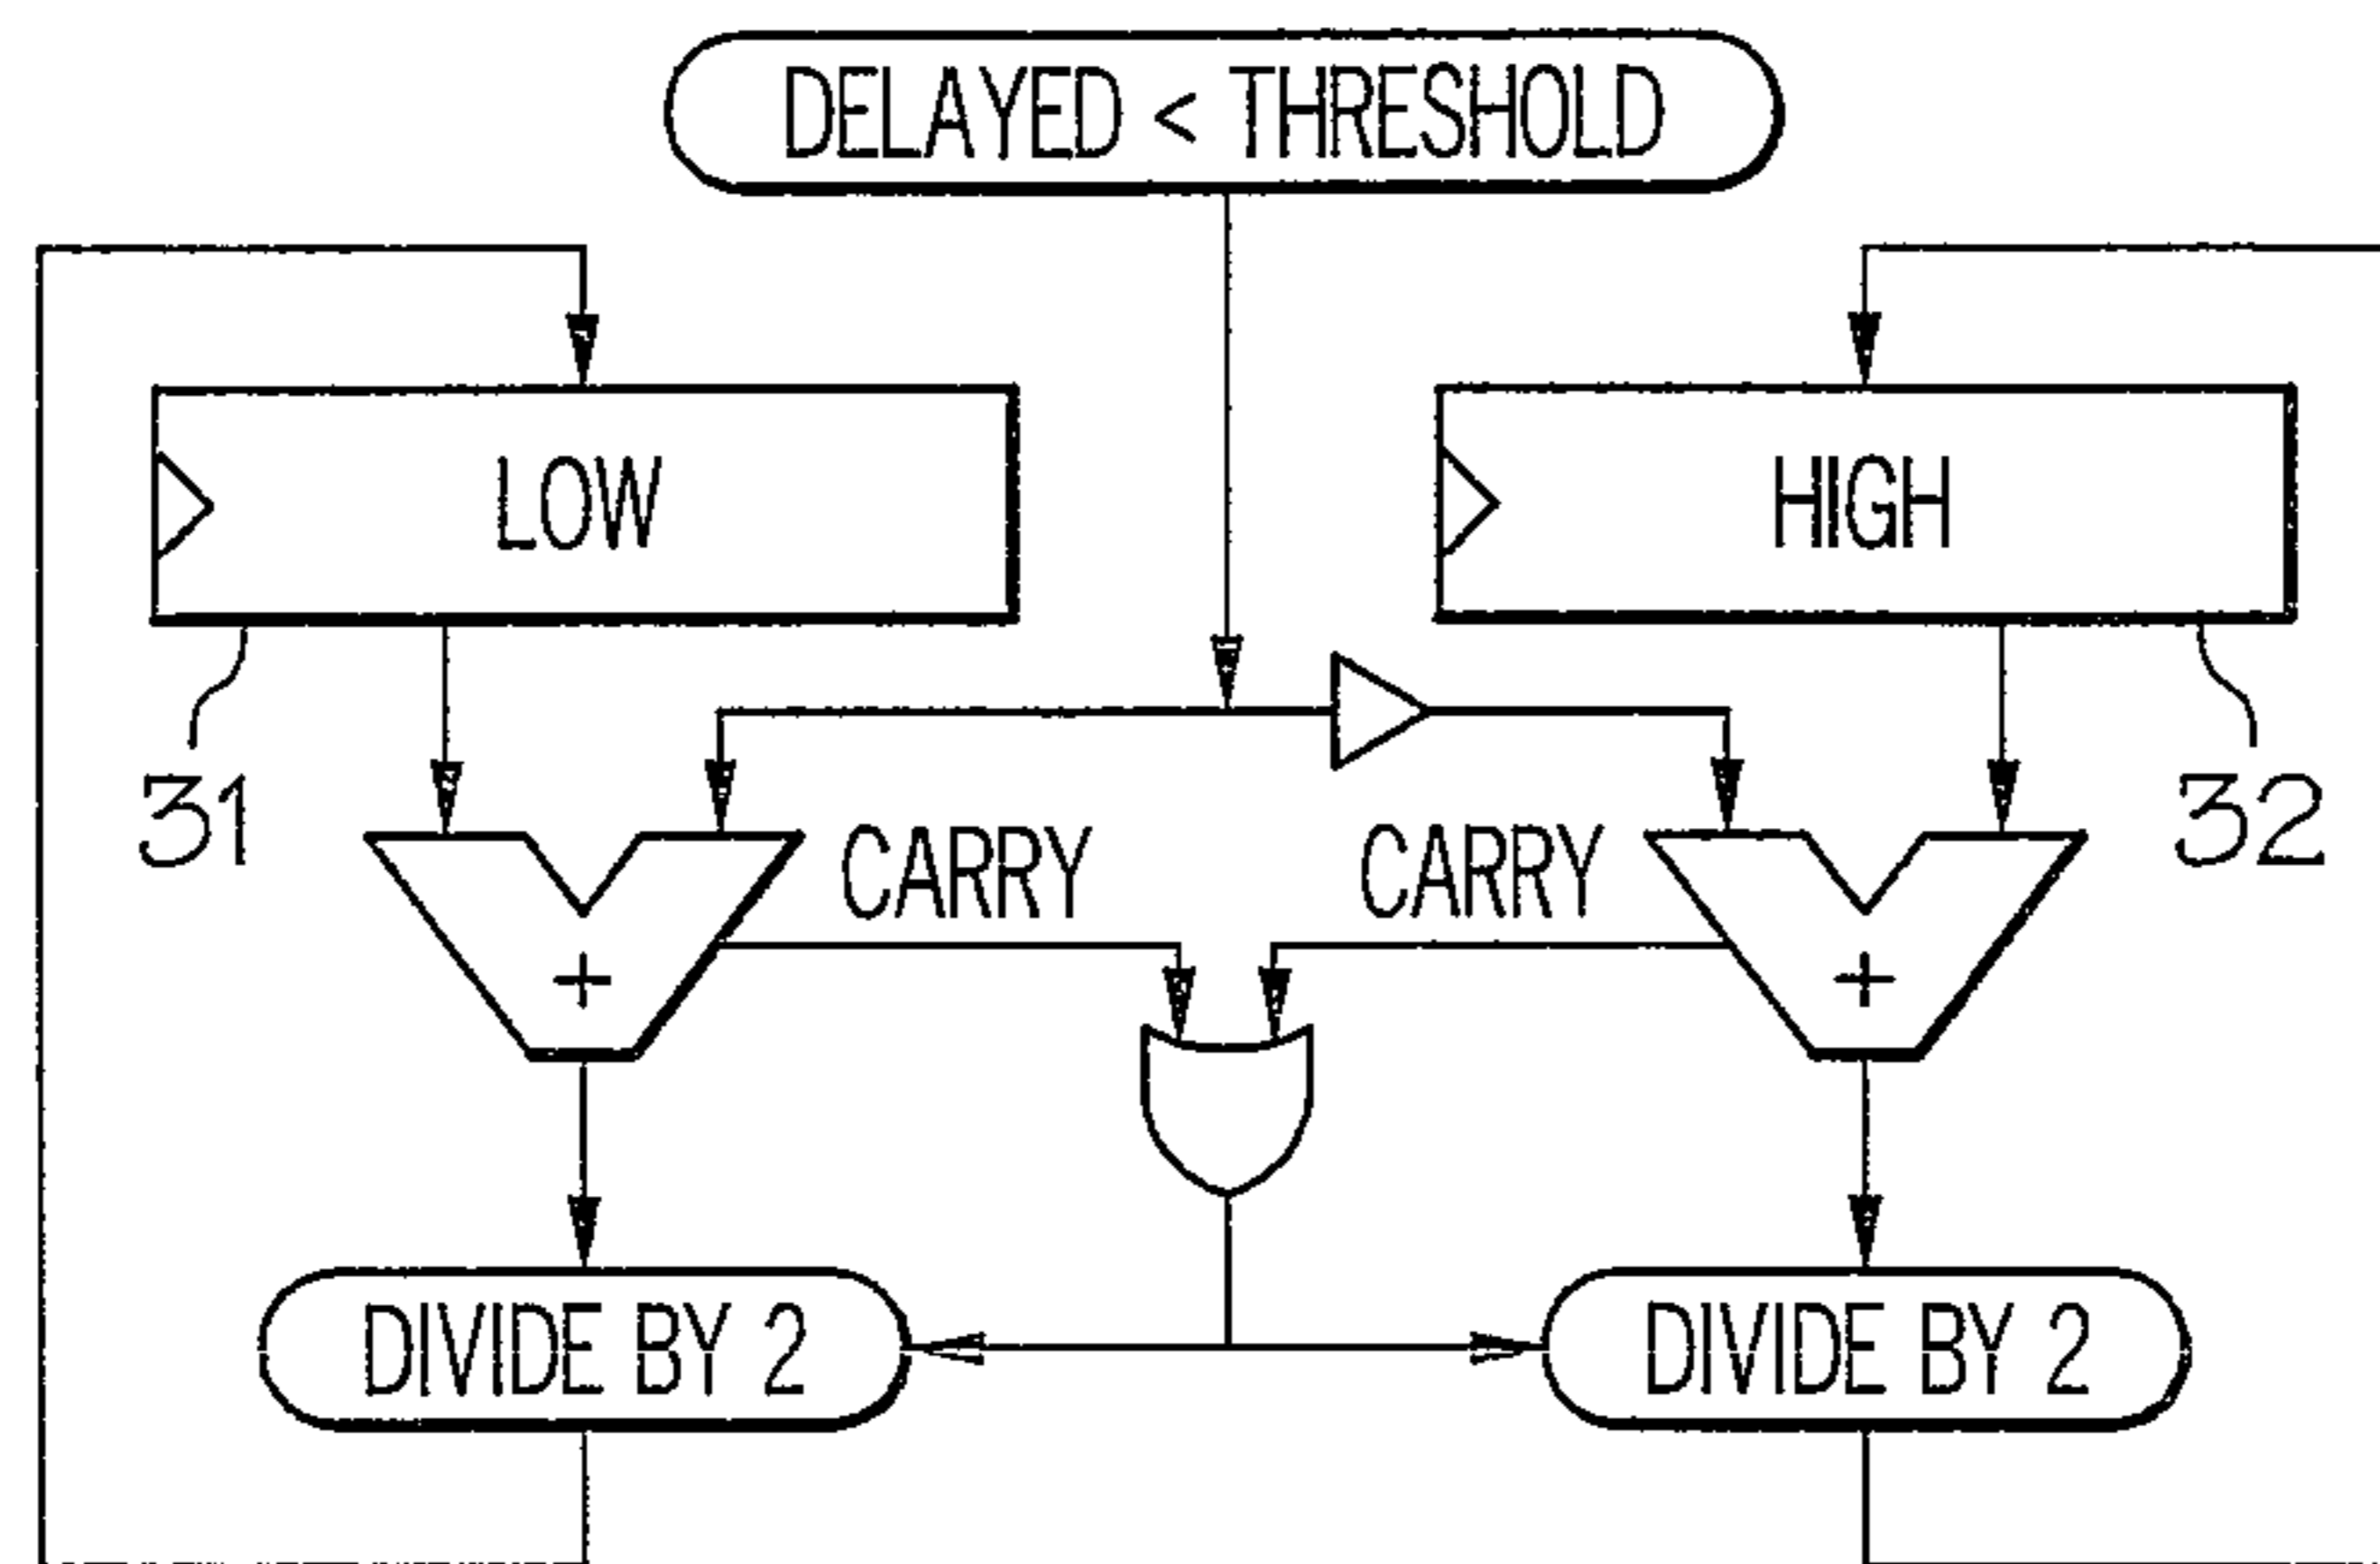 DELAYED < THRESHOLD
LOW
HIGH
31
32
CARRY
CARRY
+
+
DIVIDE BY 2
DIVIDE BY 2